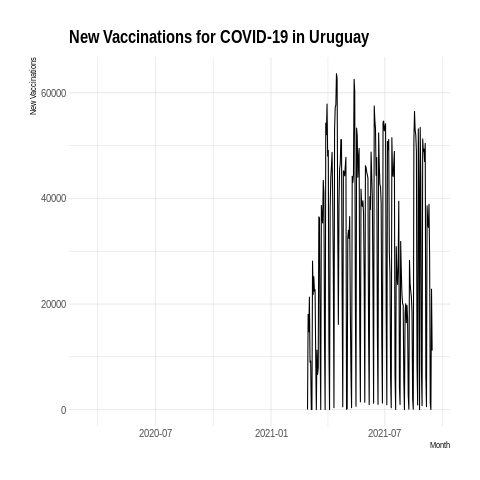 New Vaccinations for COVID-19 in Uruguay
New Vaccinations
60000
40000
20000
0
2020-07
2021-01
2021-07
Month